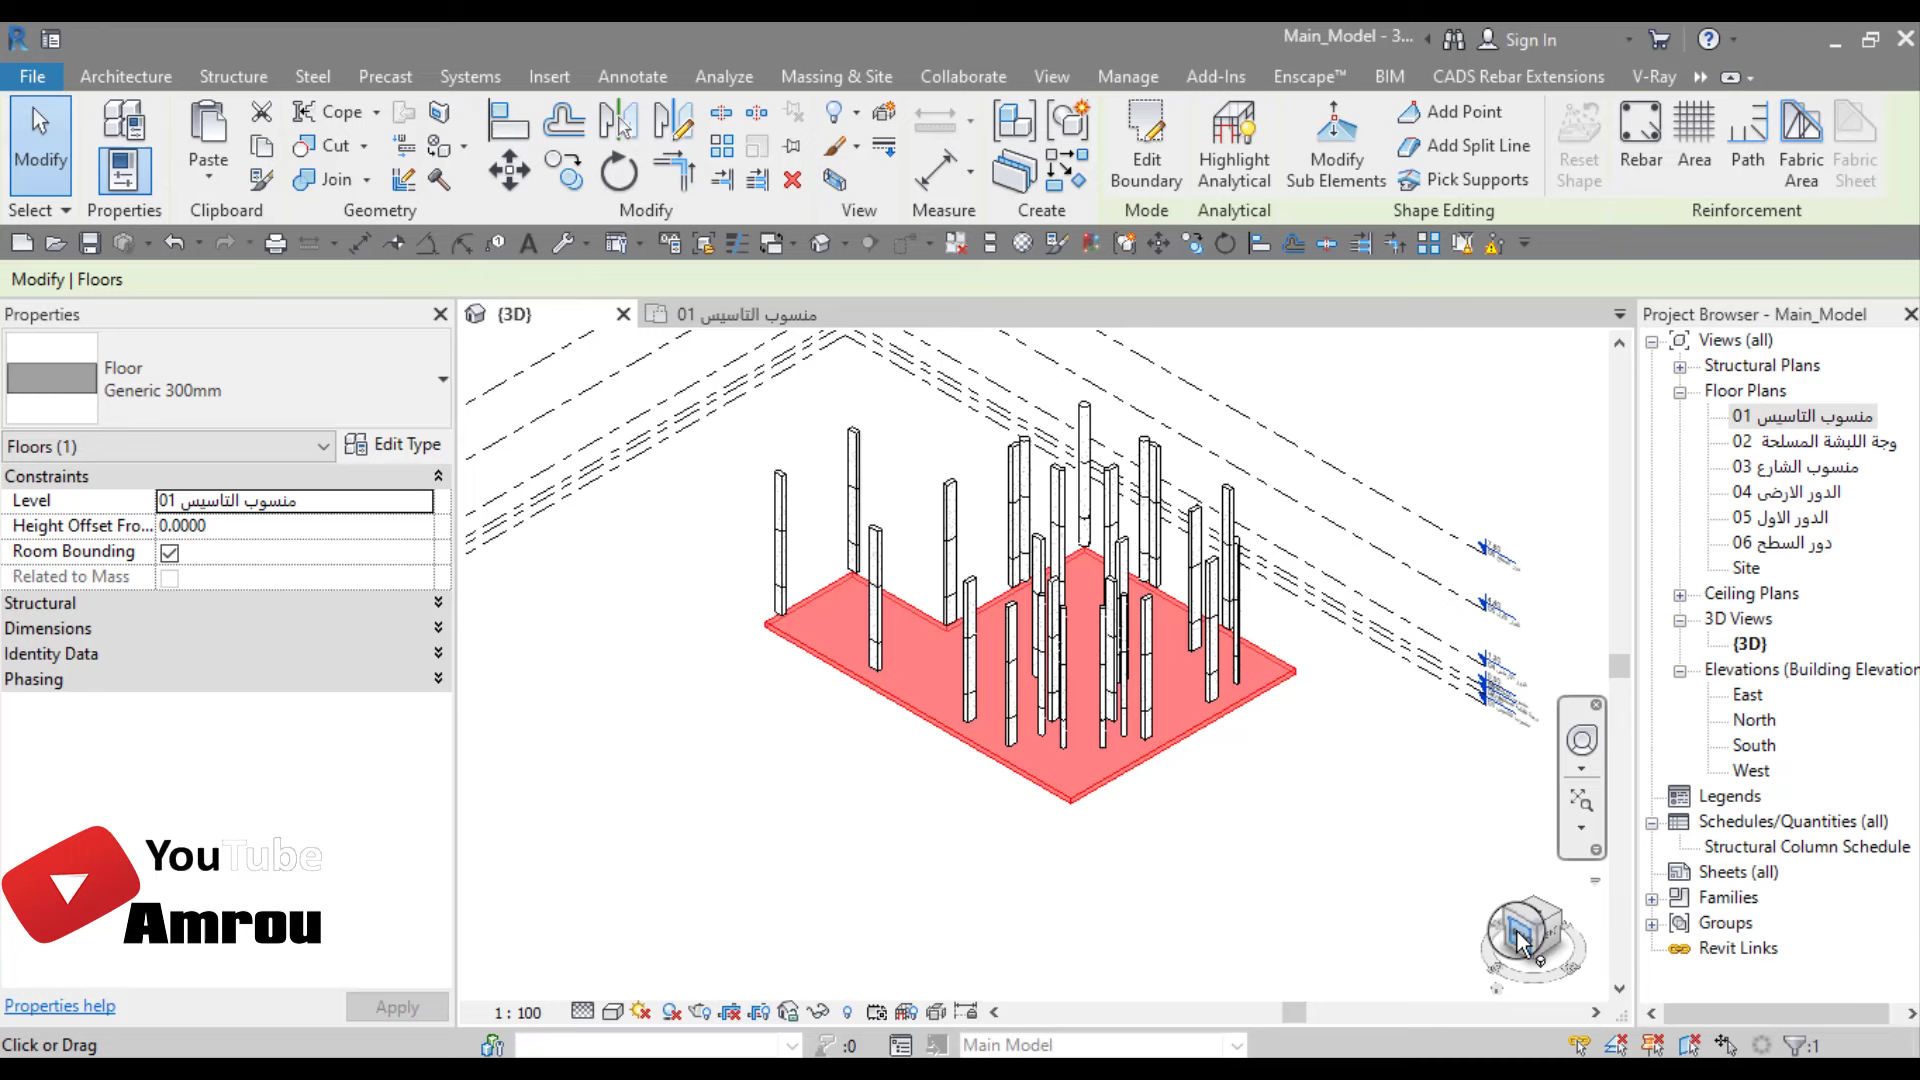 Main_Model - 3...
Sign In
File
Architecture
Structure
Steel
Precast
Systems
Insert
Annotate
Analyze
Massing & Site
Collaborate
View
Manage
Add-Ins
Enscape™
BIM
CADS Rebar Extensions
V-Ray
Modify
Paste
Cope
Cut
Join
Edit
Boundary
Highlight
Analytical
Modify
Sub Elements
Add Point
Add Split Line
Pick Supports
Reset
Shape
Rebar
Area
Path
Fabric
Area
Fabric
Sheet
Select
Properties
Clipboard
Geometry
Modify
View
Measure
Create
Mode
Analytical
Shape Editing
Reinforcement
Modify | Floors
Properties
Floor
Generic 300mm
Floors (1)
Edit Type
Constraints
Level
01 منسوب التاسيس
Height Offset Fro...
0.0000
Room Bounding
Related to Mass
Structural
Dimensions
Identity Data
Phasing
YouTube
Amrou
Properties help
Apply
{3D}
01 منسوب التاسيس
1 : 100
Project Browser - Main_Model
Views (all)
Structural Plans
Floor Plans
01 منسوب التاسيس
02 وجة اللبشة المسلحة
03 منسوب الشارع
04 الدور الارضى
05 الدور الاول
06 دور السطح
Site
Ceiling Plans
3D Views
{3D}
Elevations (Building Elevation
East
North
South
West
Legends
Schedules/Quantities (all)
Structural Column Schedule
Sheets (all)
Families
Groups
Revit Links
Click or Drag
:0
Main Model
:1